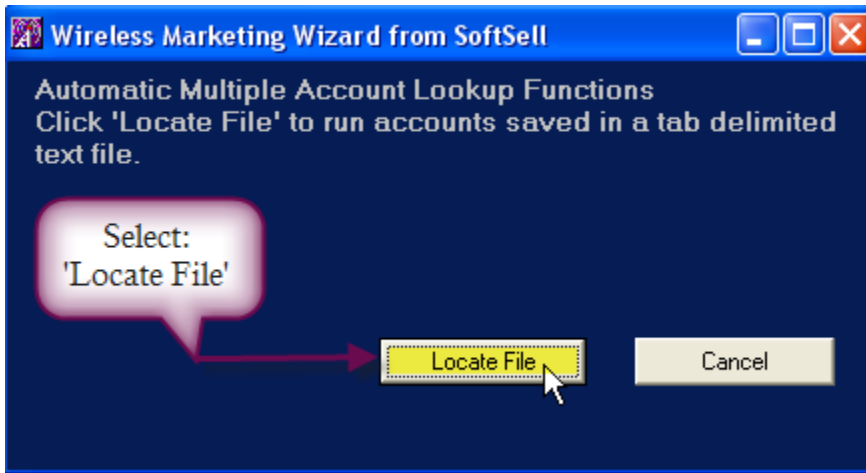 Wireless Marketing Wizard from SoftSell
Automatic Multiple Account Lookup Functions
Click 'Locate File' to run accounts saved in a tab delimited
text file.
Select:
'Locate File'
Locate File
Cancel